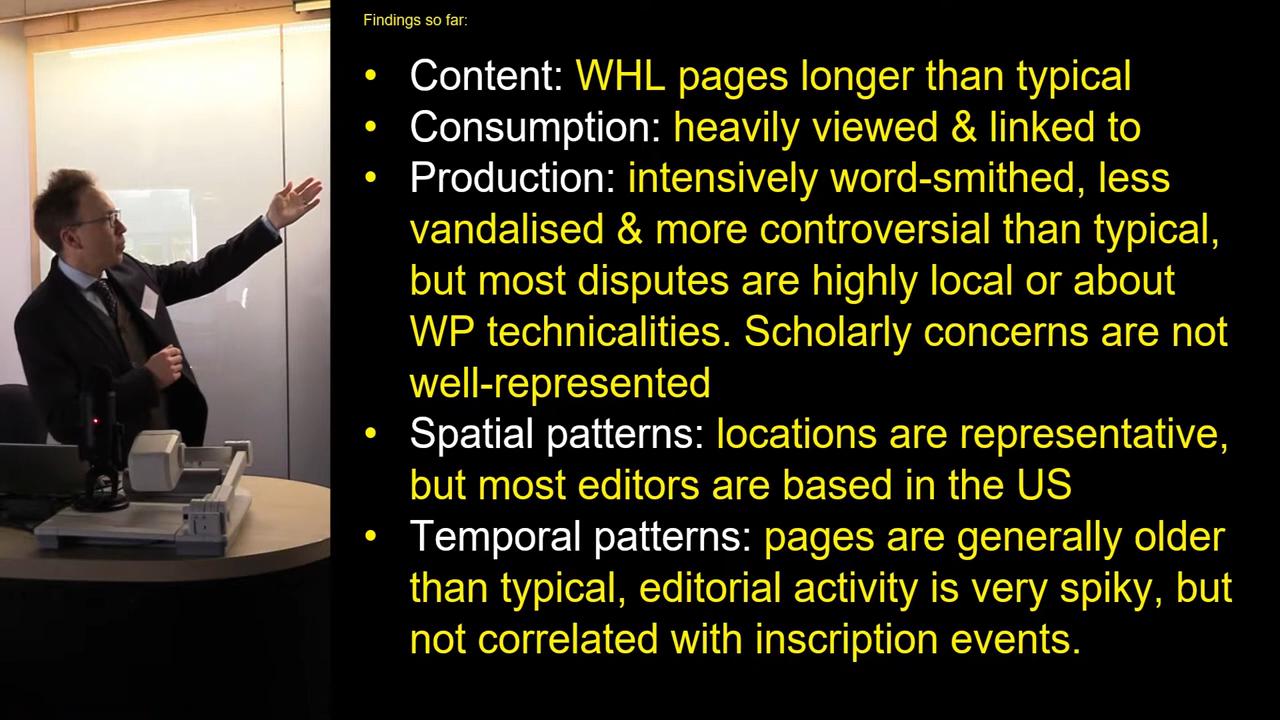 Findings so far:
• Content: WHL pages longer than typical
• Consumption: heavily viewed & linked to
• Production: intensively word-smithed, less
vandalised & more controversial than typical,
but most disputes are highly local or about
WP technicalities. Scholarly concerns are not
well-represented
• Spatial patterns: locations are representative,
but most editors are based in the US
• Temporal patterns: pages are generally older
than typical, editorial activity is very spiky, but
not correlated with inscription events.